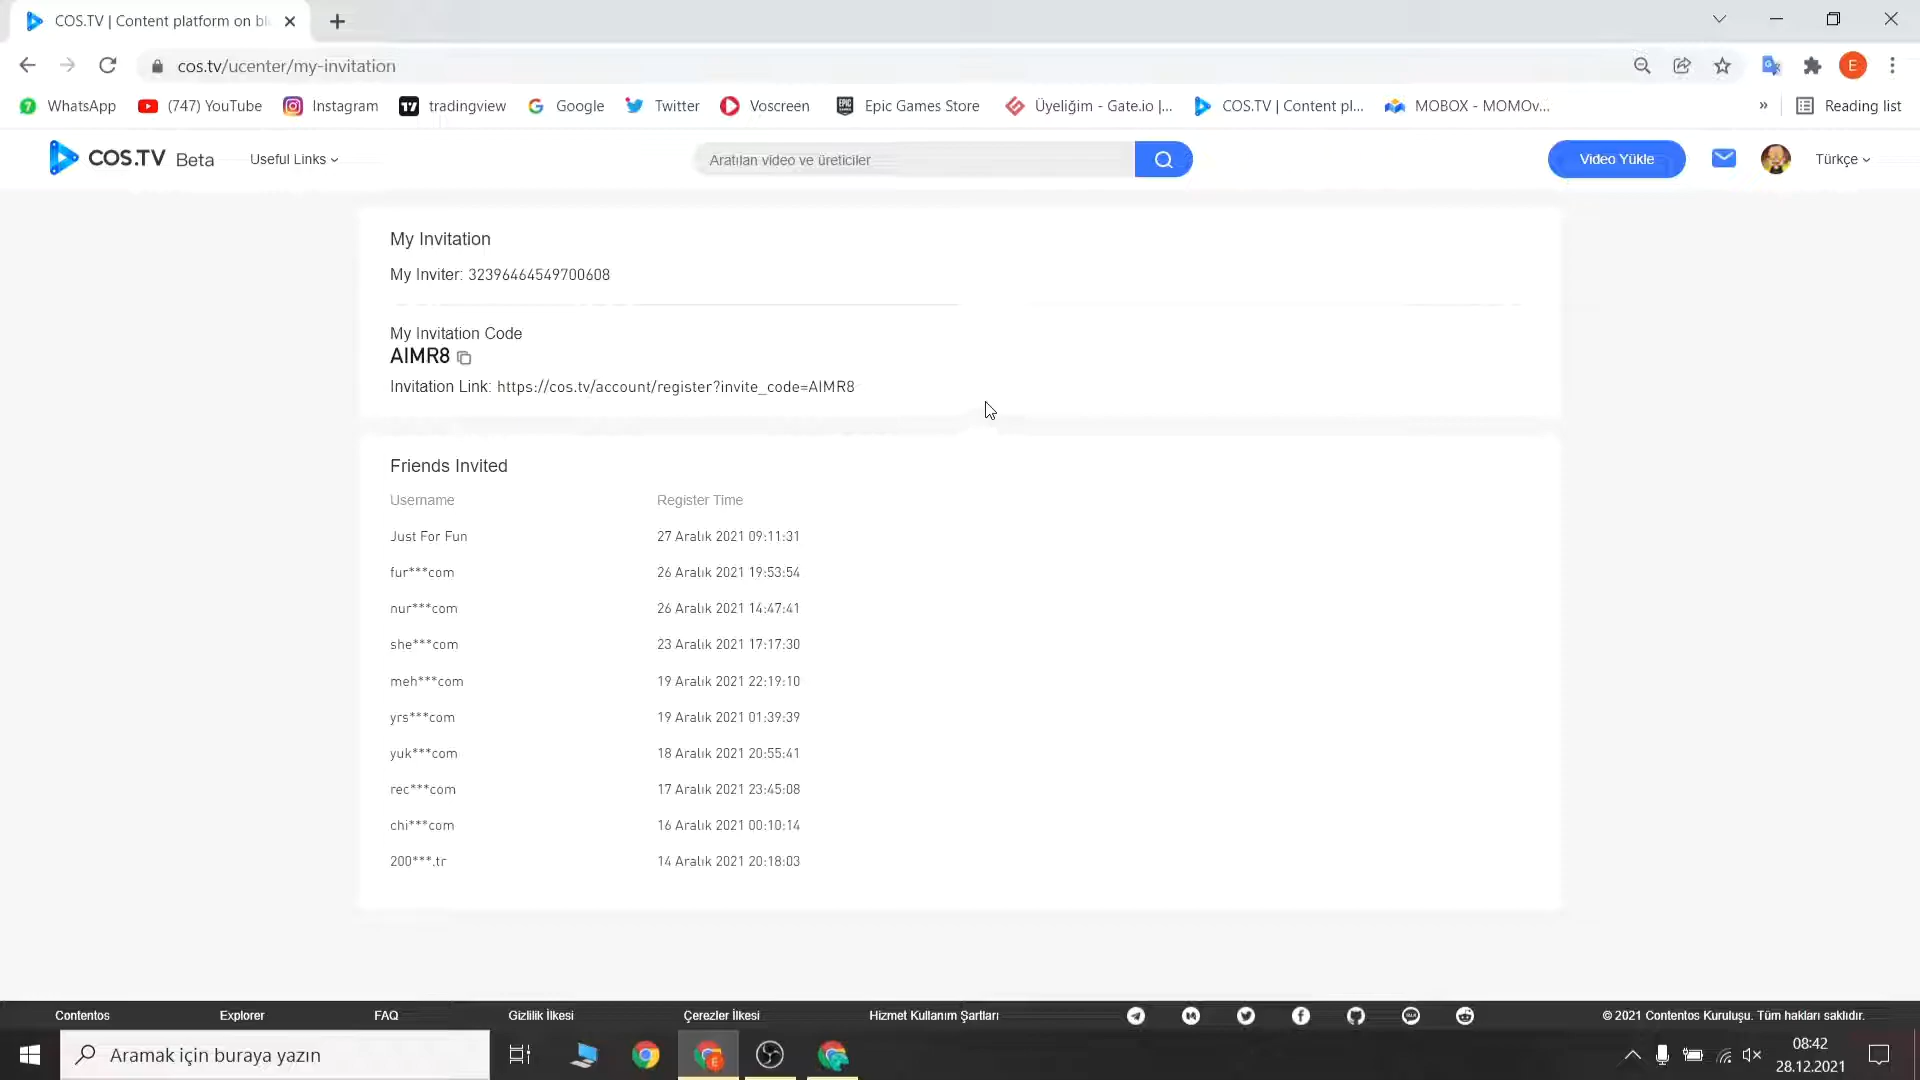 COS.TV | Content platform on bl
cos.tv/ucenter/my-invitation
E
WhatsApp (747) YouTube Instagram tradingview Google Twitter Voscreen Epic Games Store Üyeliğim - Gate.io |... COS.TV | Content pl... MOBOX - MOMOv... » Reading list
COS.TV Beta Useful Links Aratılan video ve üreticiler Video Yükle Türkçe
My Invitation
My Inviter: 32396464549700608
My Invitation Code
AIMR8
Invitation Link: https://cos.tv/account/register?invite_code=AIMR8
Friends Invited
Username Register Time
Just For Fun 27 Aralık 2021 09:11:31
fur***com 26 Aralık 2021 19:53:54
nur***com 26 Aralık 2021 14:47:41
she***com 23 Aralık 2021 17:17:30
meh***com 19 Aralık 2021 22:19:10
yrs***com 19 Aralık 2021 01:39:39
yuk***com 18 Aralık 2021 20:55:41
rec***com 17 Aralık 2021 23:45:08
chi***com 16 Aralık 2021 00:10:14
200***.tr 14 Aralık 2021 20:18:03
Contentos Explorer FAQ Gizlilik İlkesi Çerezler İlkesi Hizmet Kullanım Şartları © 2021 Contentos Kuruluşu. Tüm hakları saklıdır.
Aramak için buraya yazın
08:42
28.12.2021